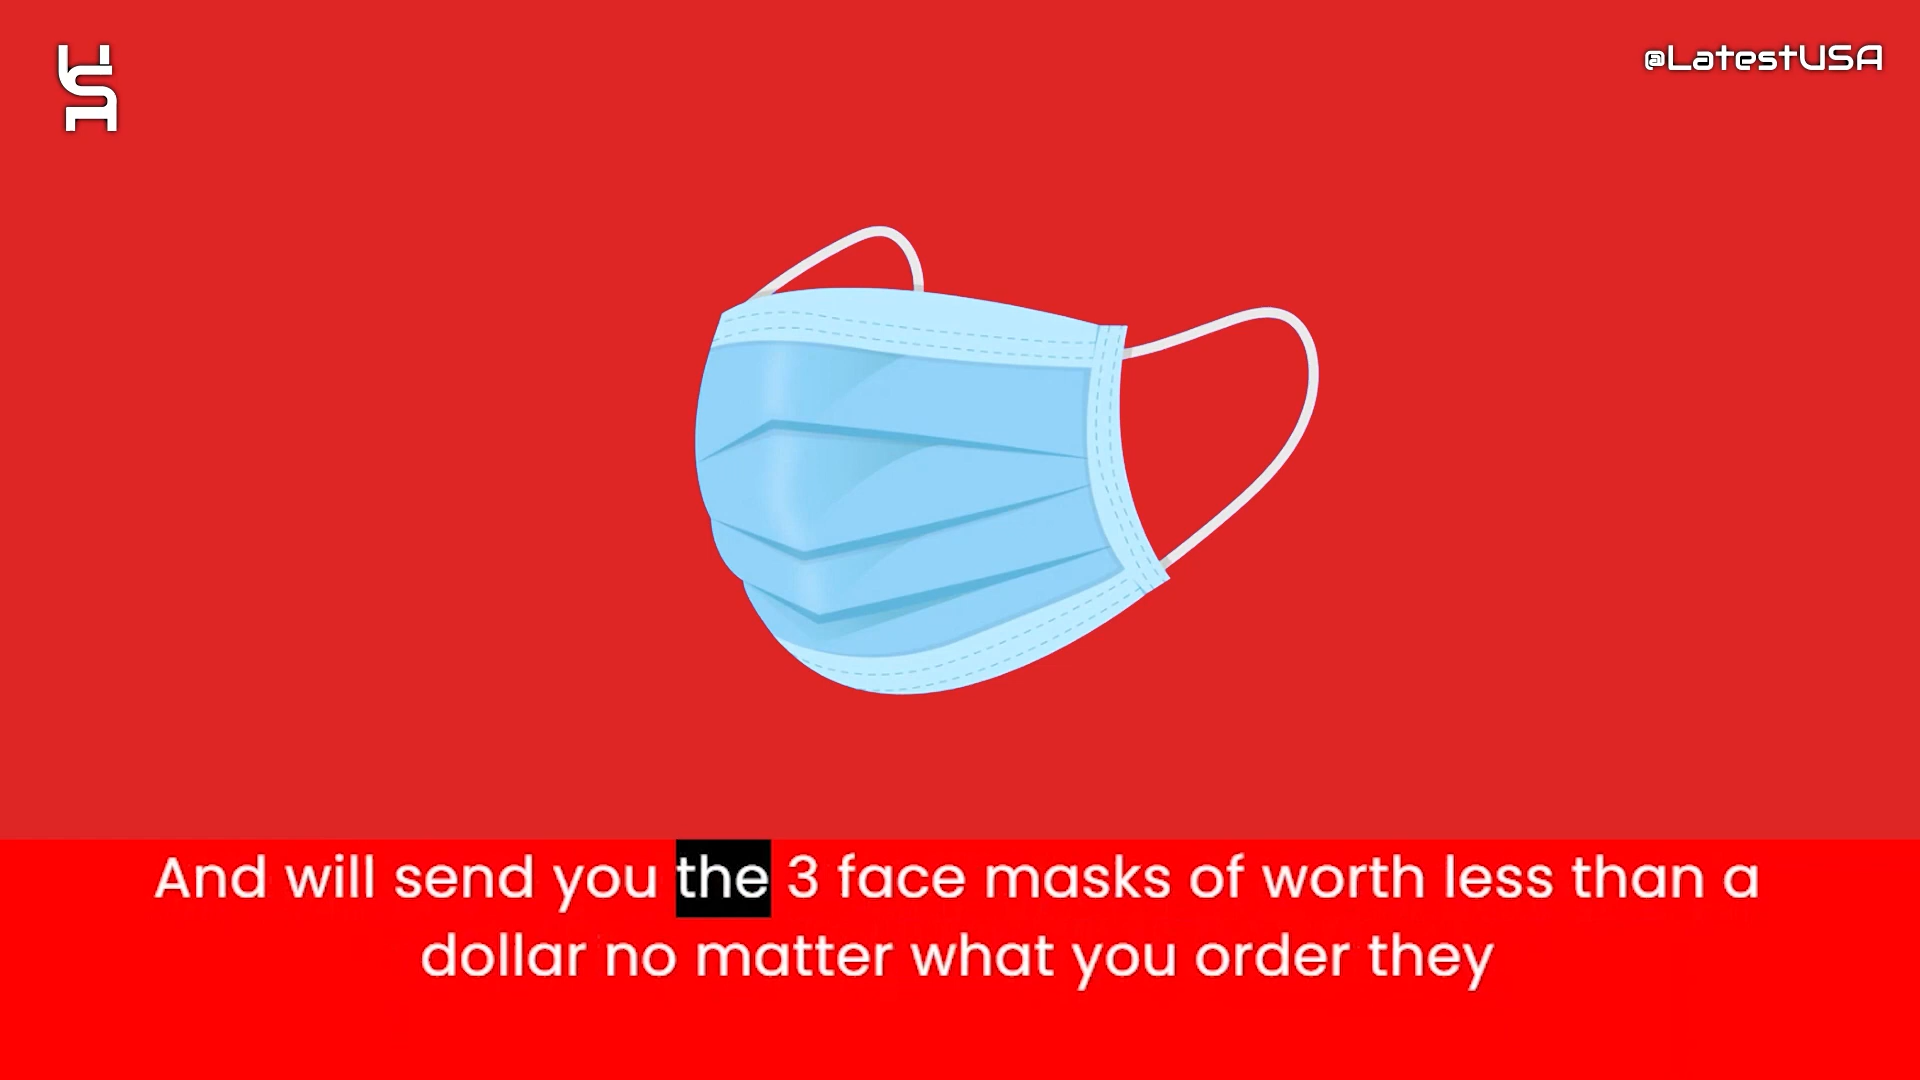 USA
@LatestUSA
And will send you the 3 face masks of worth less than a
dollar no matter what you order they